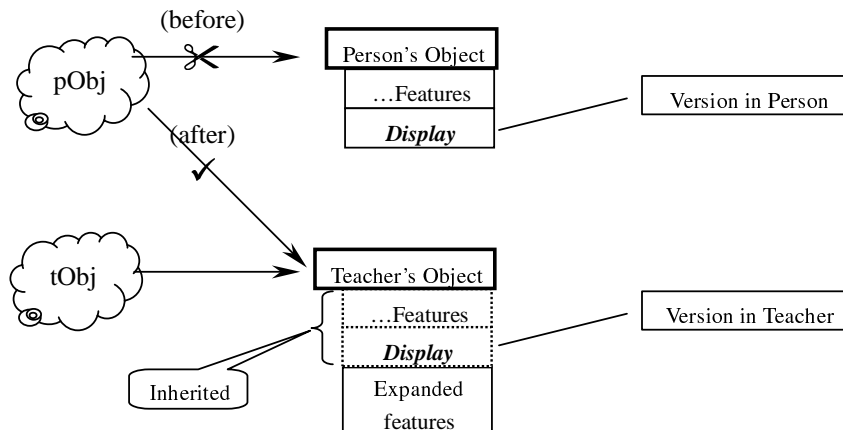 (before)
pObj
Person's Object
…Features
Version in Person
Display
(after)
tObj
Teacher's Object
…Features
Version in Teacher
Display
Inherited
Expanded
features